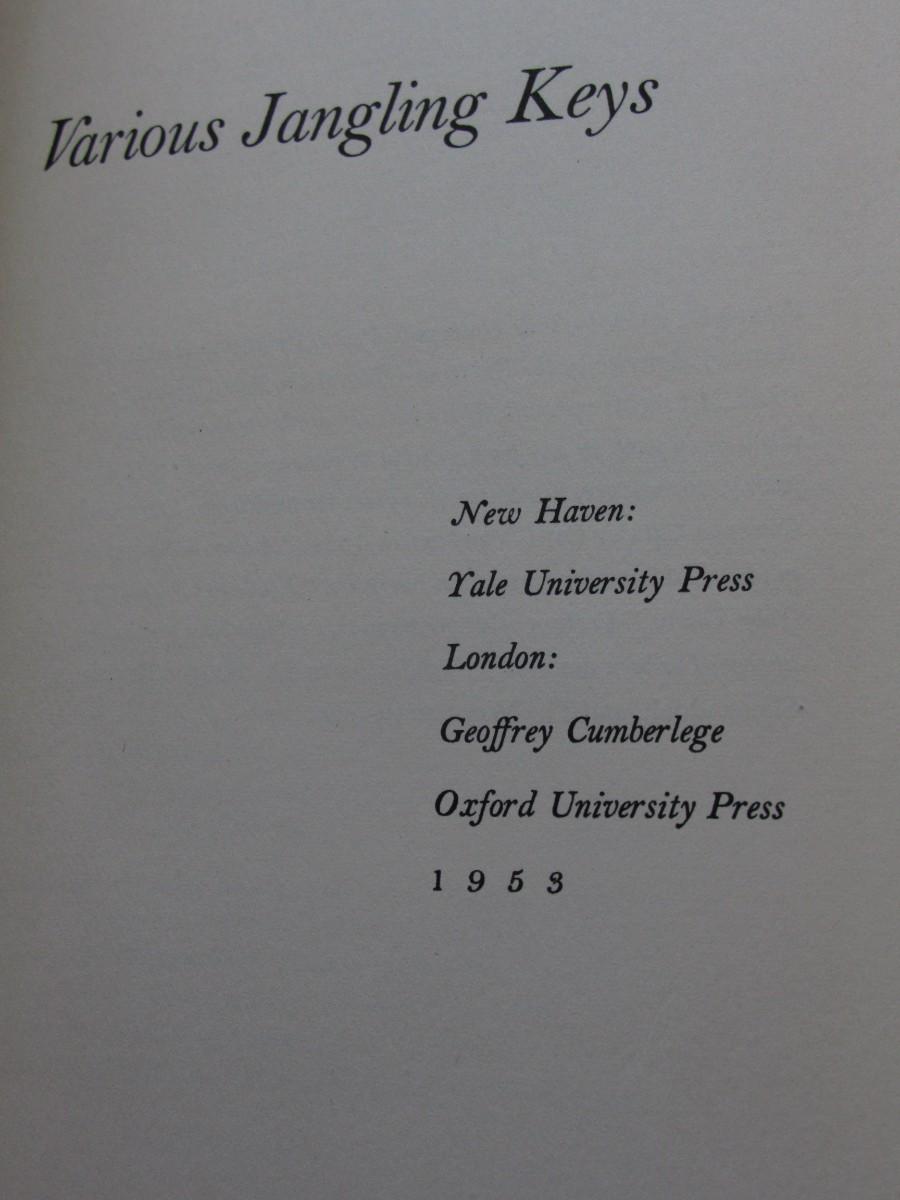 Various Jangling Keys
New Haven:
Yale University Press
London:
Geoffrey Cumberlege
Oxford University Press
1 9 5 3